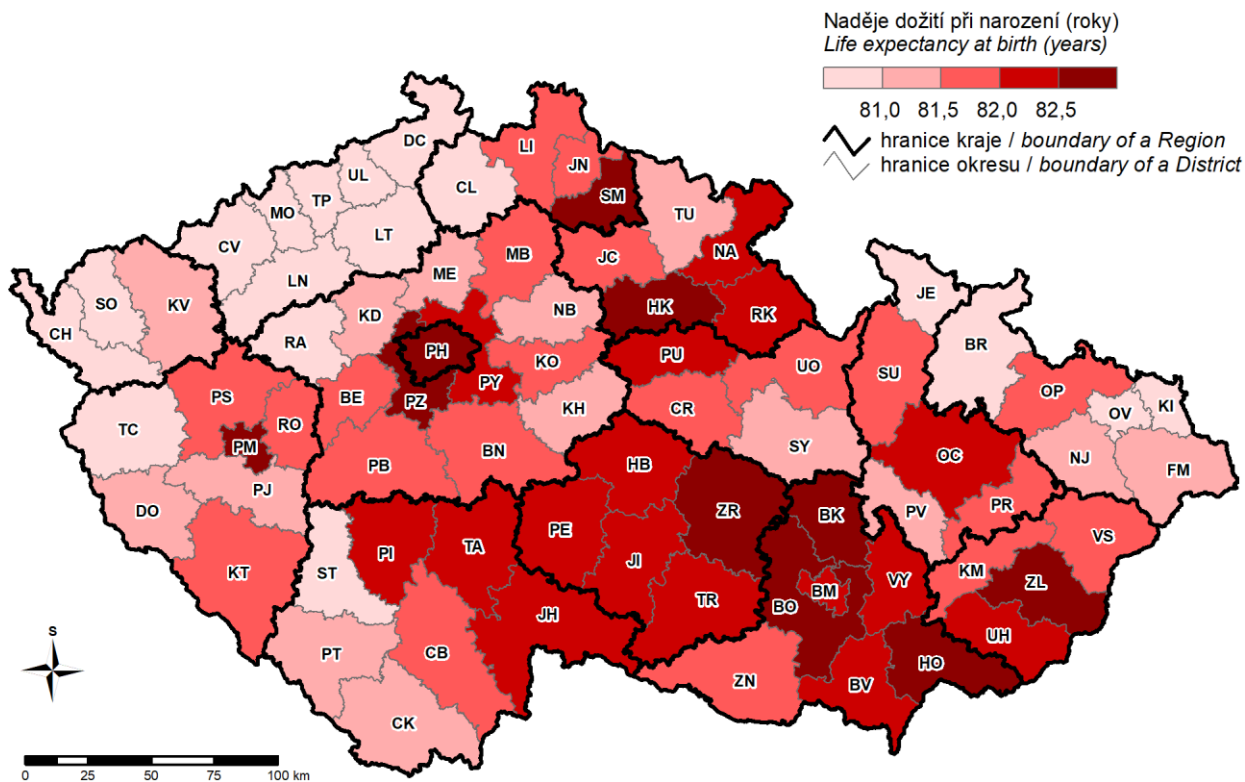 Naděje dožití při narození (roky)
Life expectancy at birth (years)
81,0 81,5 82,0 82,5
hranice kraje / boundary of a Region
hranice okresu / boundary of a District
DC
LI
JN
UL
CL
SM
TP
MO
TU
LT
CV
NA
MB
JC
ME
LN
JE
SO
KV
NB
HK
KD
RK
CH
RA
BR
PH
PU
KO
UO
SU
PY
OP
PS
BE
PZ
KI
OV
RO
CR
KH
TC
SY
PM
BN
OC
NJ
HB
PB
FM
PJ
PR
DO
ZR
PV
BK
VS
PE
TA
PI
JI
KM
KT
ST
VY
ZL
BM
TR
BO
JH
UH
PT
CB
HO
ZN
BV
CK
S
0 25 50 75 100 km